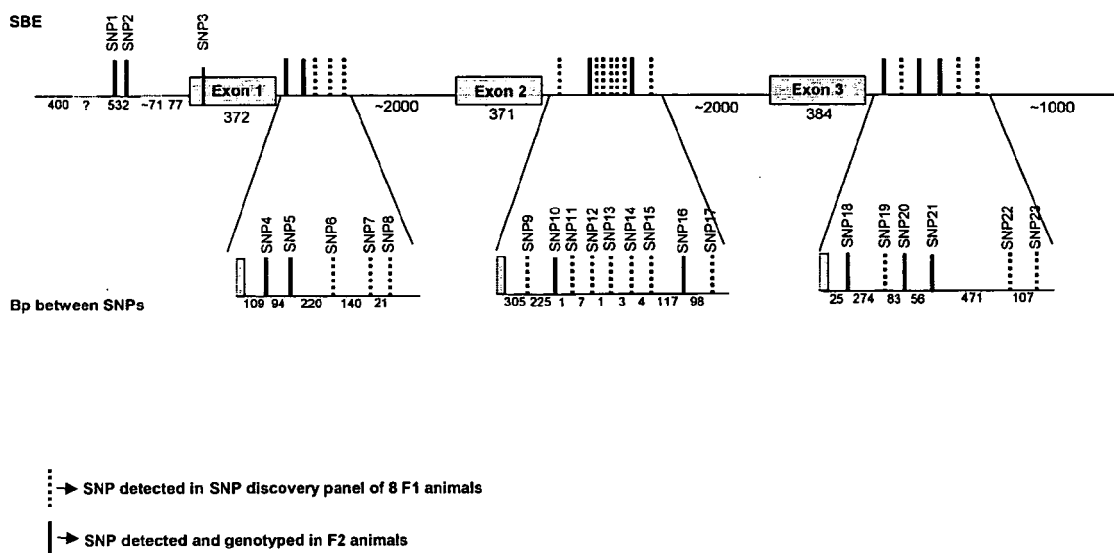 SBE
SNP1
SNP2
SNP3
Exon 1
Exon 2
Exon 3
400 ? 532 ~71 77
372
~2000
371
~2000
384
~1000
SNP4
SNP5
SNP6
SNP7
SNP8
SNP9
SNP10
SNP11
SNP12
SNP13
SNP14
SNP15
SNP16
SNP17
SNP18
SNP19
SNP20
SNP21
SNP22
SNP23
Bp between SNPs
109 94 220 140 21
305 225 1 7 1 3 4 117 98
25 274 83 56 471 107
SNP detected in SNP discovery panel of 8 F1 animals
SNP detected and genotyped in F2 animals